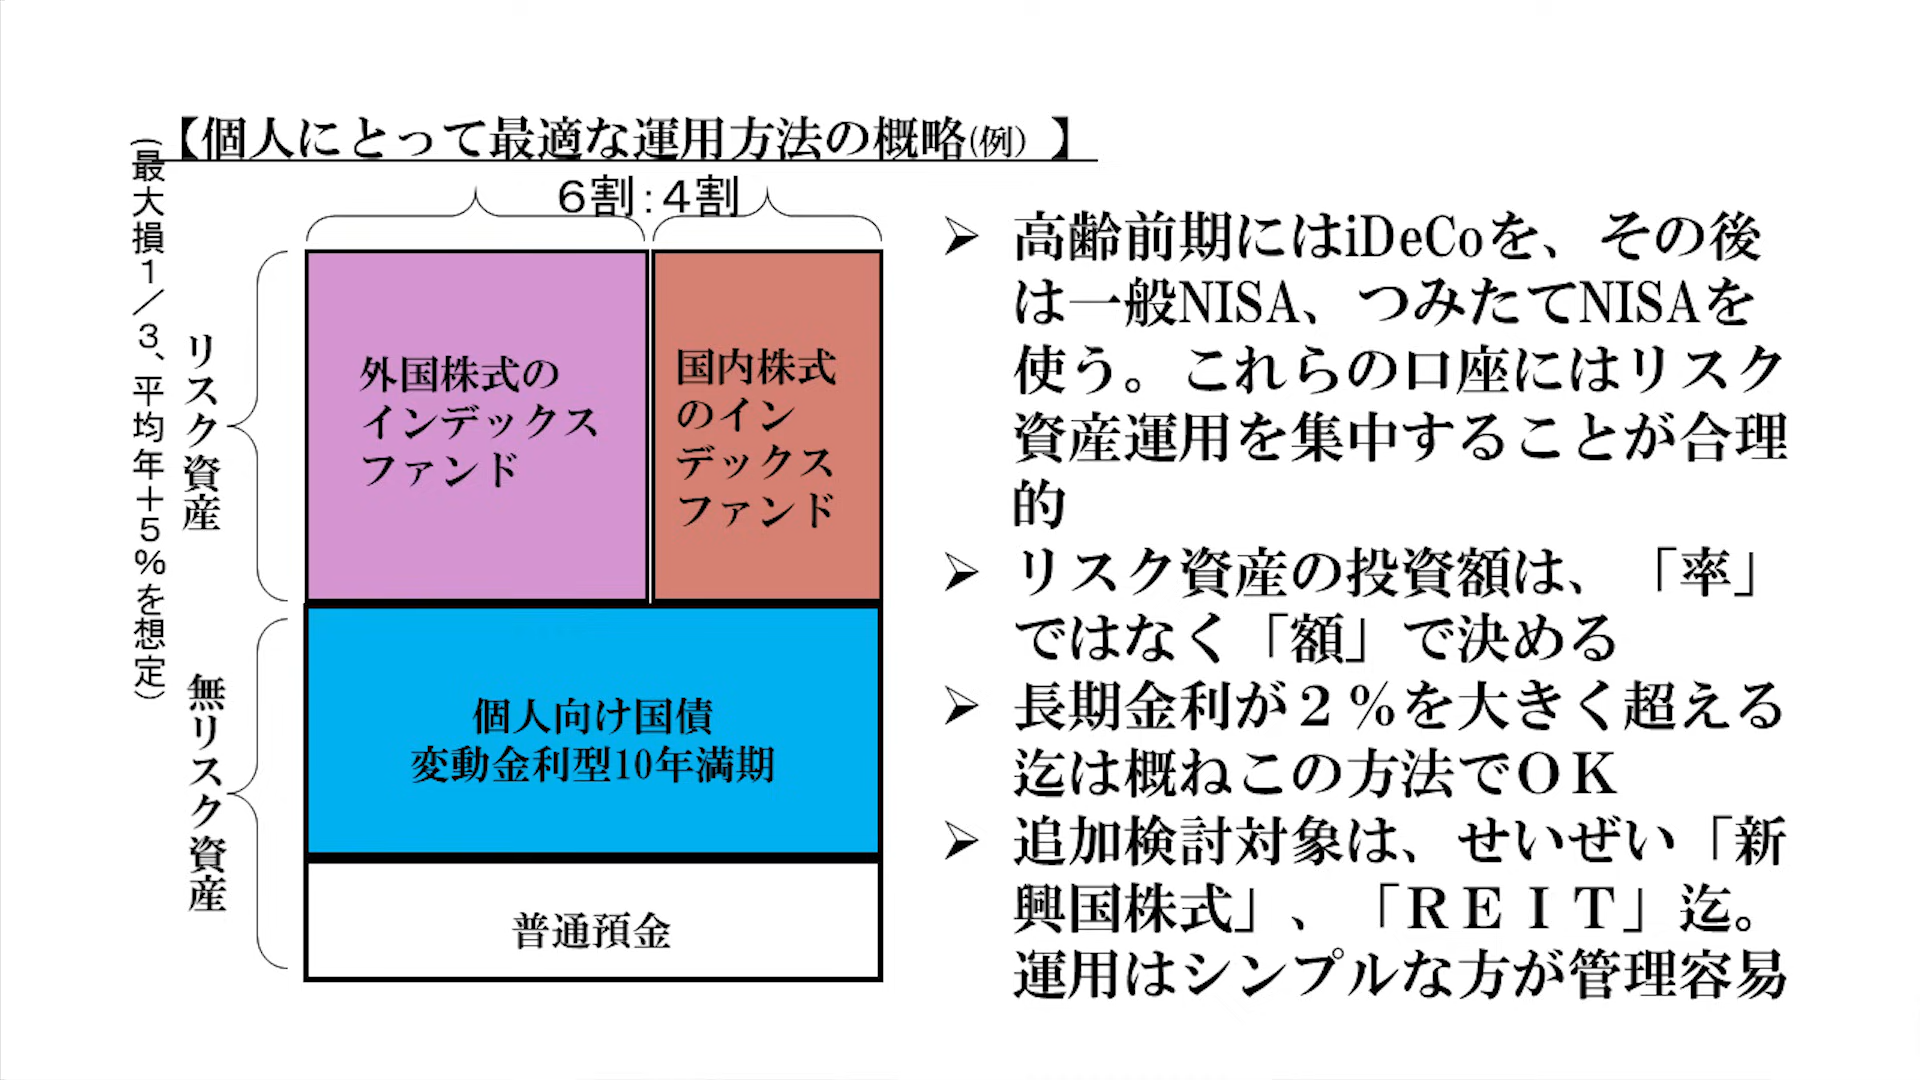 【個人にとって最適な運用方法の概略(例) 】
6割:4割
(最大損1／3、平均年＋5％を想定)
リスク資産
外国株式の
インデックス
ファンド
国内株式
のイン
デックス
ファンド
無リスク資産
個人向け国債
変動金利型10年満期
普通預金
➢ 高齢前期にはiDeCoを、その後
は一般NISA、つみたてNISAを
使う。これらの口座にはリスク
資産運用を集中することが合理
的
➢ リスク資産の投資額は、「率」
ではなく「額」で決める
➢ 長期金利が２％を大きく超える
迄は概ねこの方法でＯＫ
➢ 追加検討対象は、せいぜい「新
興国株式」、「ＲＥＩＴ」迄。
運用はシンプルな方が管理容易